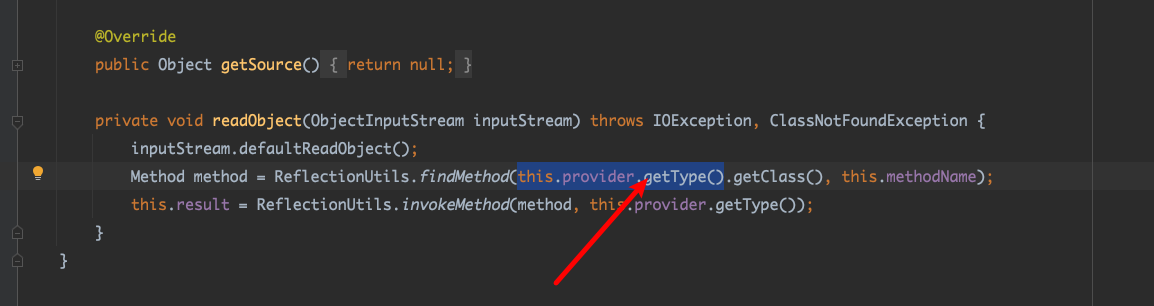 @Override
public Object getSource() { return null; }
private void readObject(ObjectInputStream inputStream) throws IOException, ClassNotFoundException {
inputStream.defaultReadObject();
Method method = ReflectionUtils.findMethod(this.provider.getType().getClass(), this.methodName);
this.result = ReflectionUtils.invokeMethod(method, this.provider.getType());
}
}